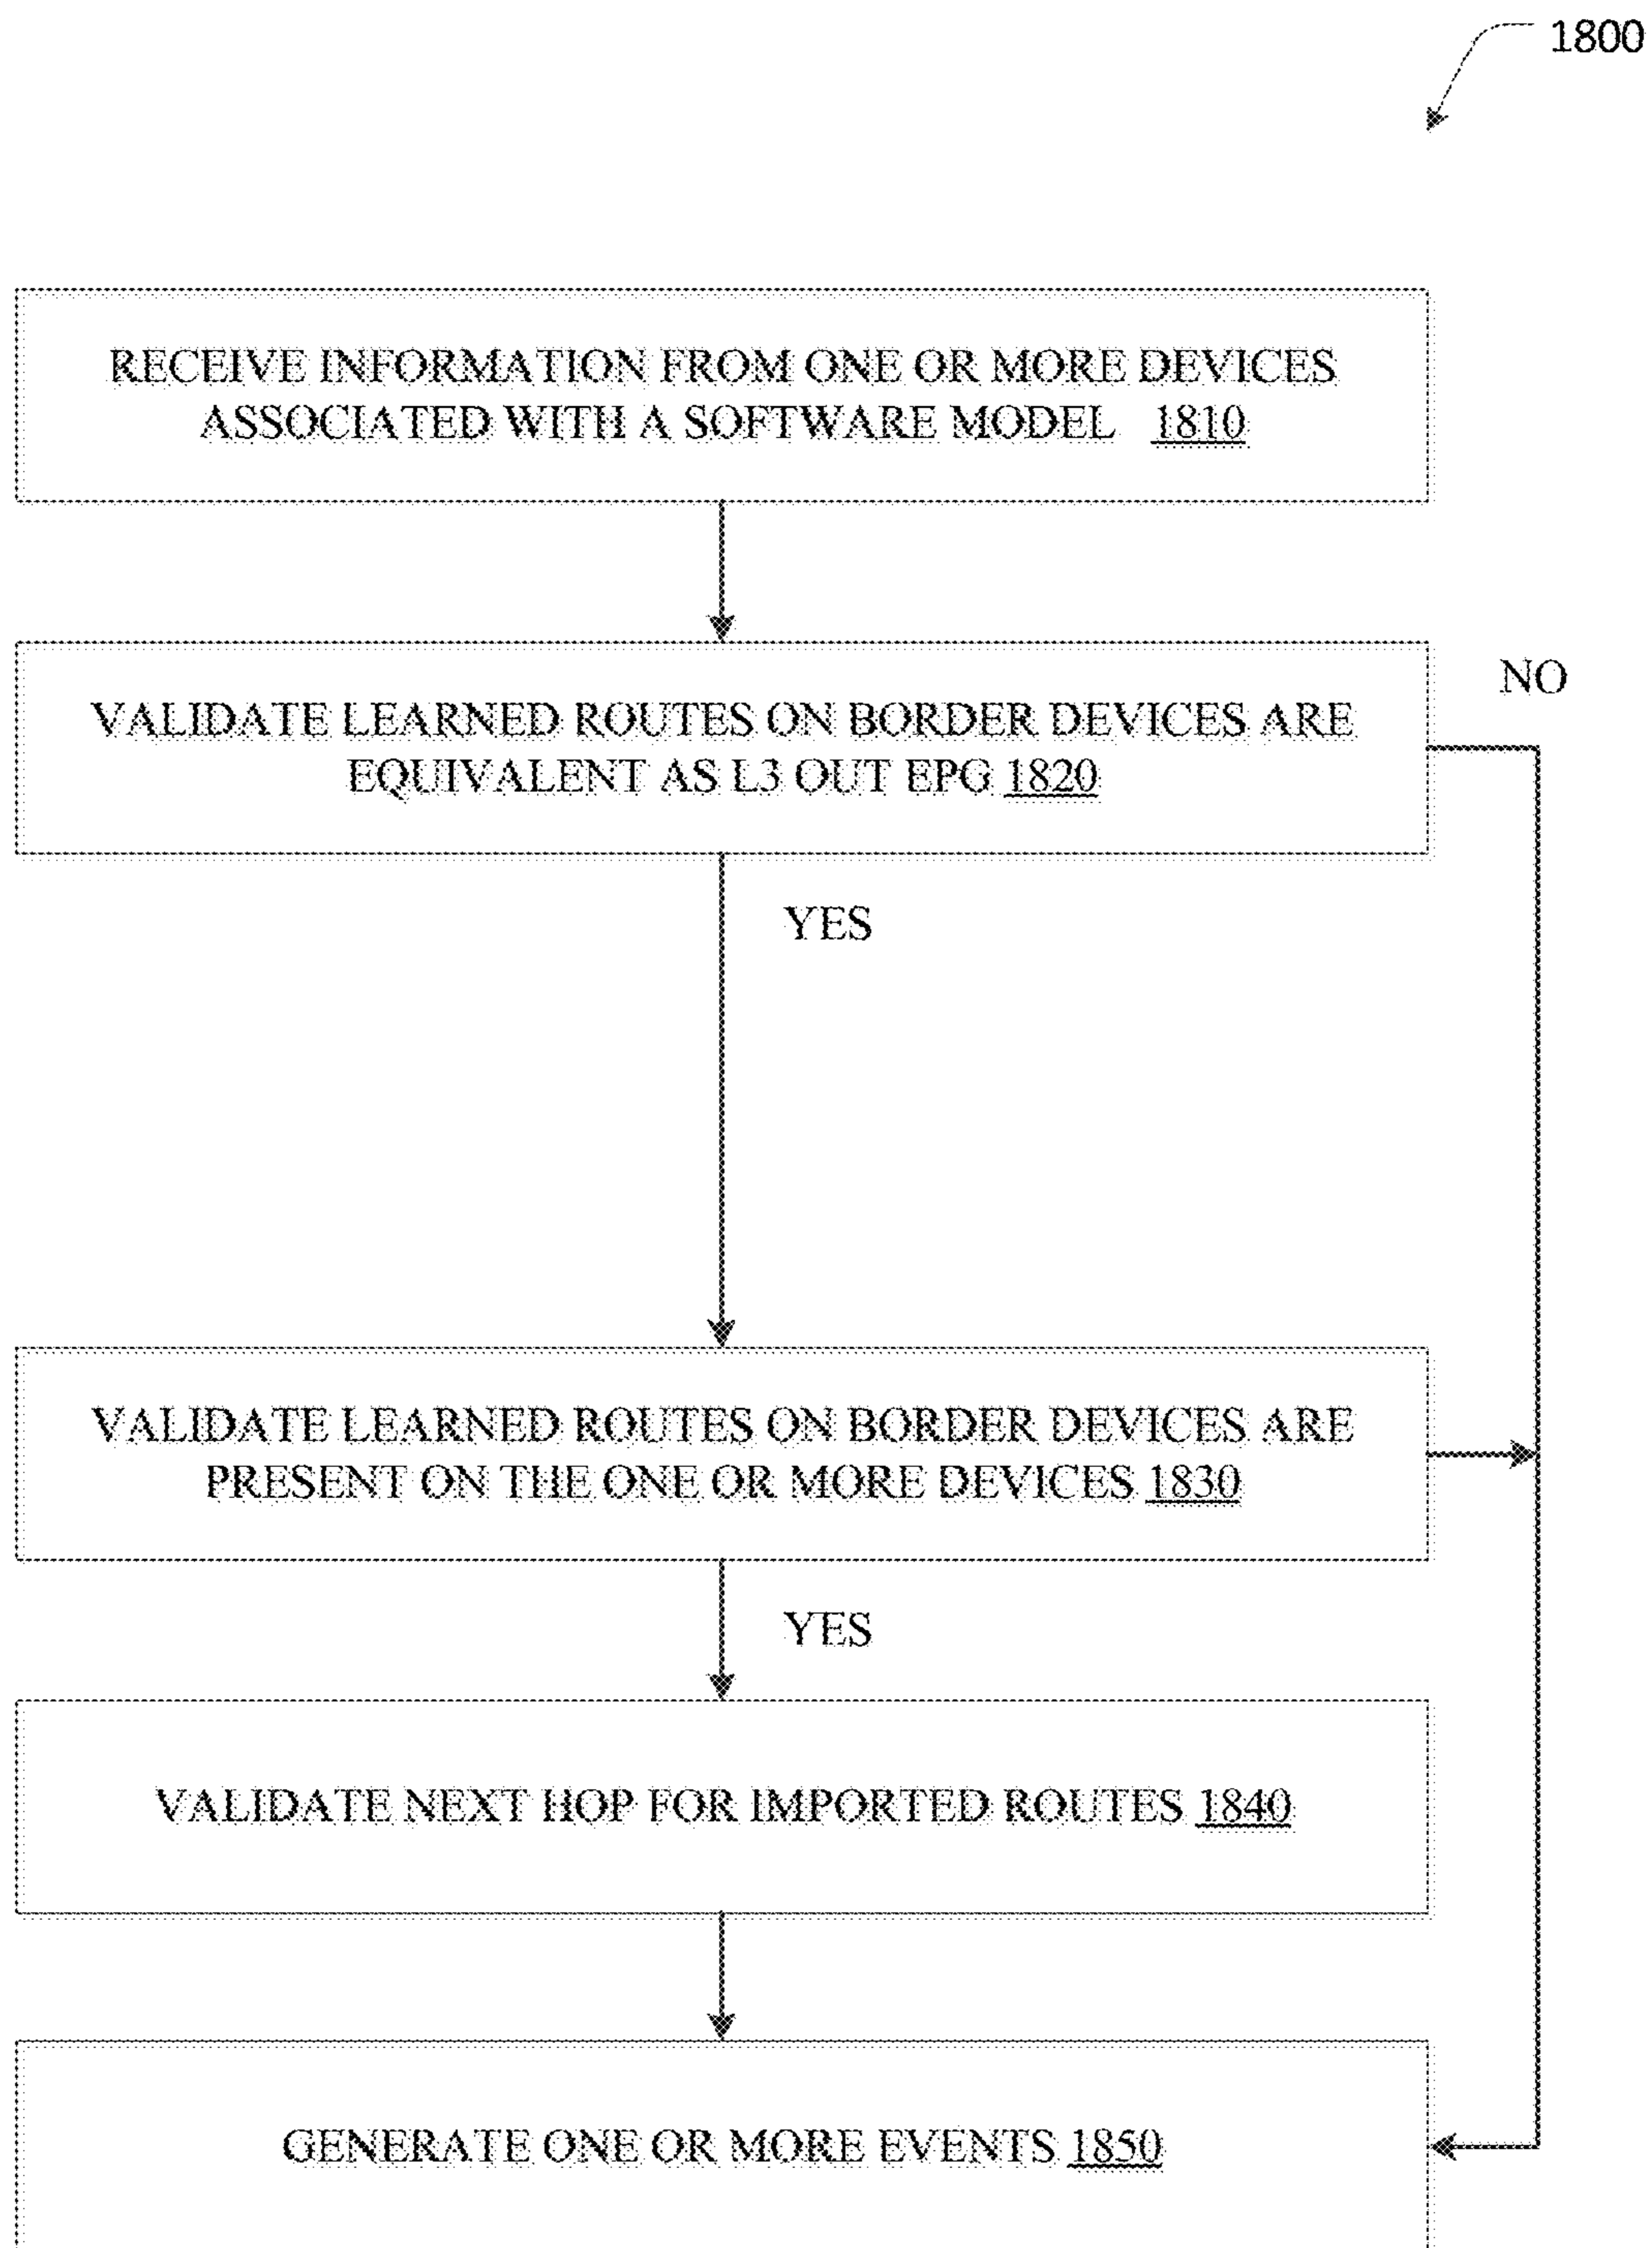 1800
RECEIVE INFORMATION FROM ONE OR MORE DEVICES
ASSOCIATED WITH A SOFTWARE MODEL 1810
VALIDATE LEARNED ROUTES ON BORDER DEVICES ARE
EQUIVALENT AS L3 OUT EPG 1820
NO
YES
VALIDATE LEARNED ROUTES ON BORDER DEVICES ARE
PRESENT ON THE ONE OR MORE DEVICES 1830
YES
VALIDATE NEXT HOP FOR IMPORTED ROUTES 1840
GENERATE ONE OR MORE EVENTS 1850